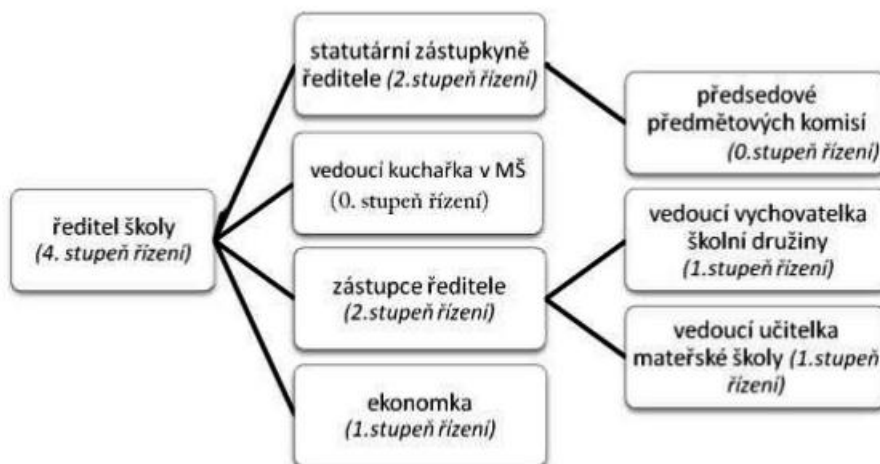 ředitel školy
(4. stupeň řízení)
statutární zástupkyně
ředitele (2.stupeň řízení)
vedoucí kuchařka v MŠ
(0. stupeň řízení)
zástupce ředitele
(2.stupeň řízení)
ekonomka
(1.stupeň řízení)
předsedové
předmětových komisí
(0.stupeň řízení)
vedoucí vychovatelka
školní družiny
(1.stupeň řízení)
vedoucí učitelka
mateřské školy (1.stupeň
řízení)